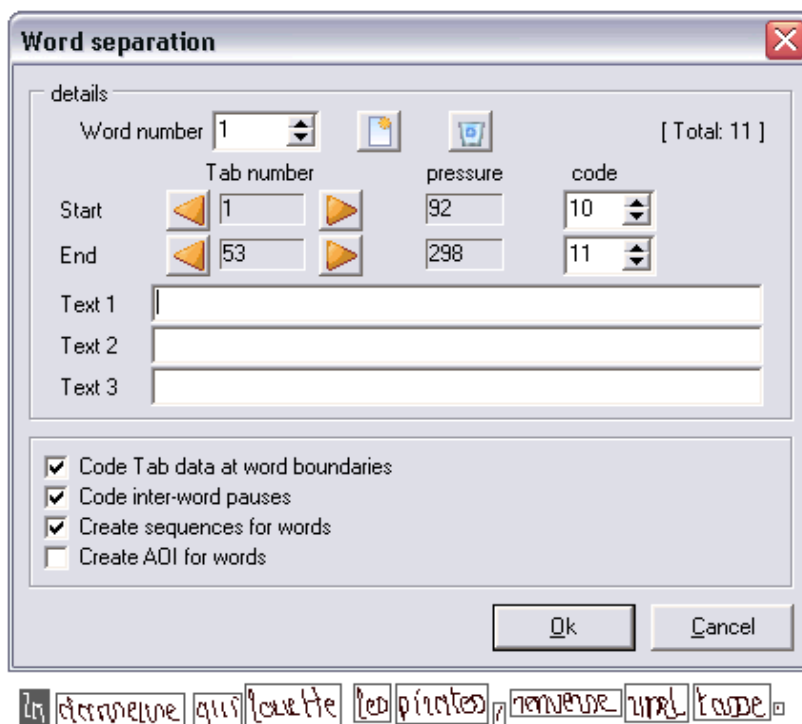 Word separation
details
Word number 1 [ Total: 11 ]
Tab number pressure code
Start 1 92 10
End 53 298 11
Text 1
Text 2
Text 3
Code Tab data at word boundaries
Code inter-word pauses
Create sequences for words
Create AOI for words
Ok Cancel
qui les pirates , renverse une .